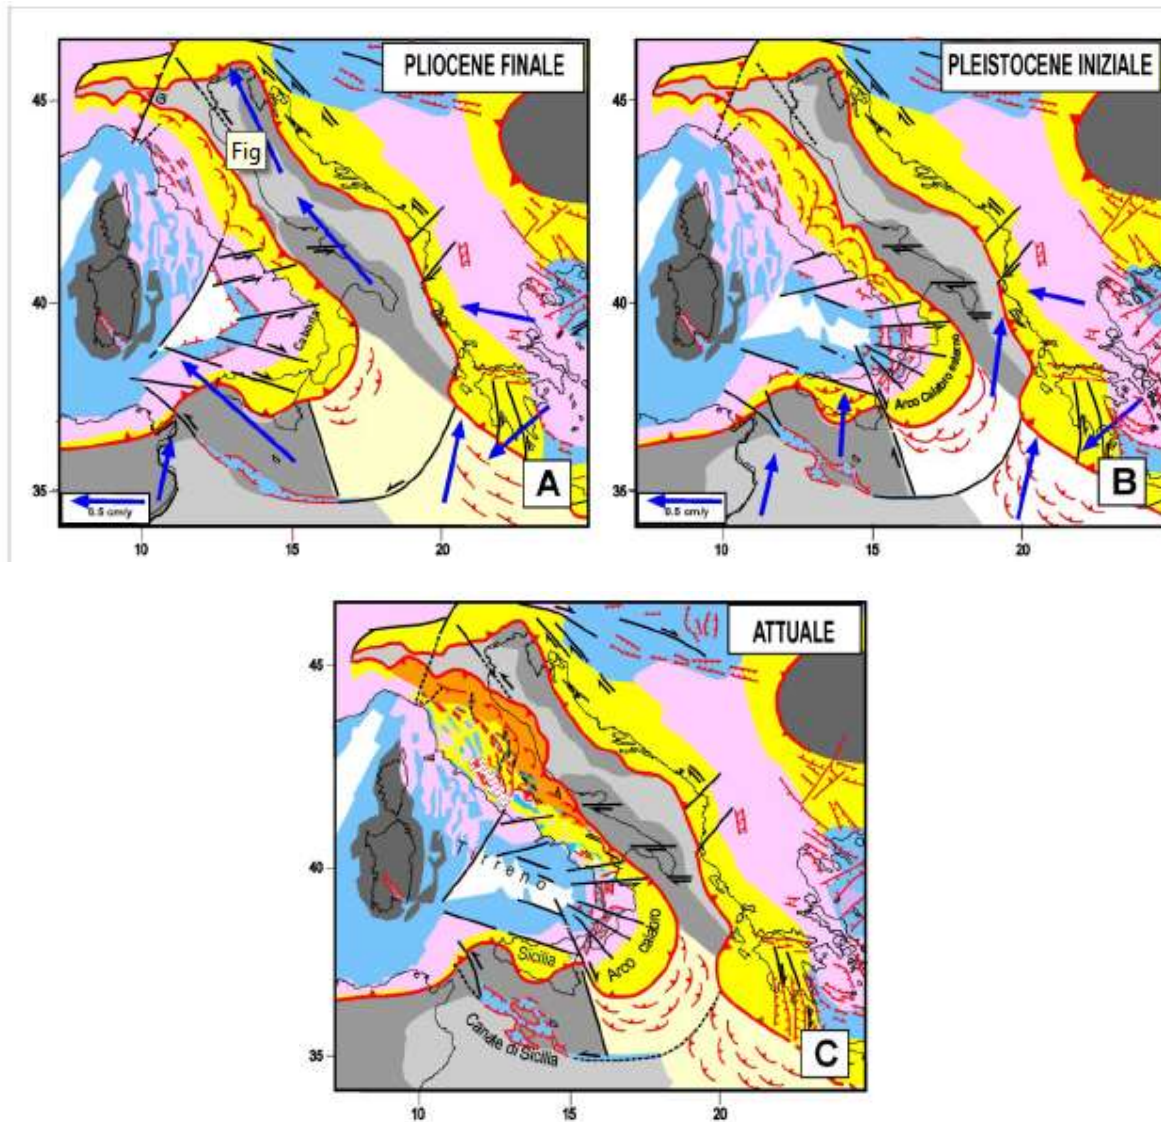 PLIOCENE FINALE
45
G
Fig
40
Calabria
35
A
0.5 cm/y
10
15
20
PLEISTOCENE INIZIALE
45
40
Arco Calabro esterno
35
B
0.5 cm/y
10
15
20
ATTUALE
45
A
40
Tirreno
Sicilia
Arco calabro
Canale di Sicilia
35
C
10
15
20